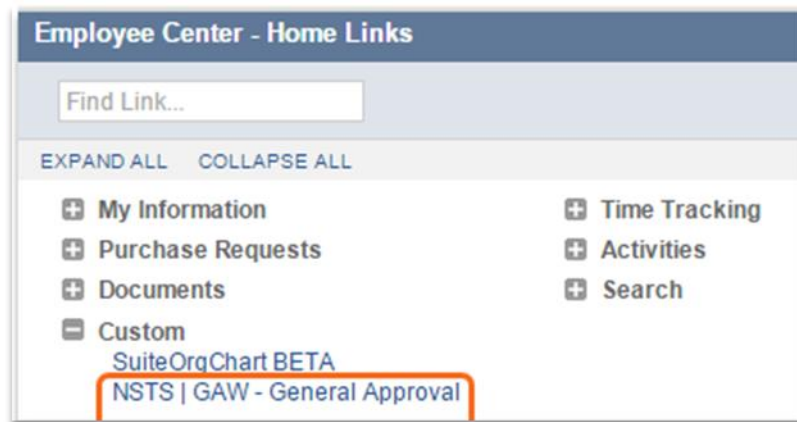 Employee Center - Home Links
Find Link...
EXPAND ALL COLLAPSE ALL
My Information
Purchase Requests
Documents
Custom
SuiteOrgChart BETA
NSTS | GAW - General Approval
Time Tracking
Activities
Search